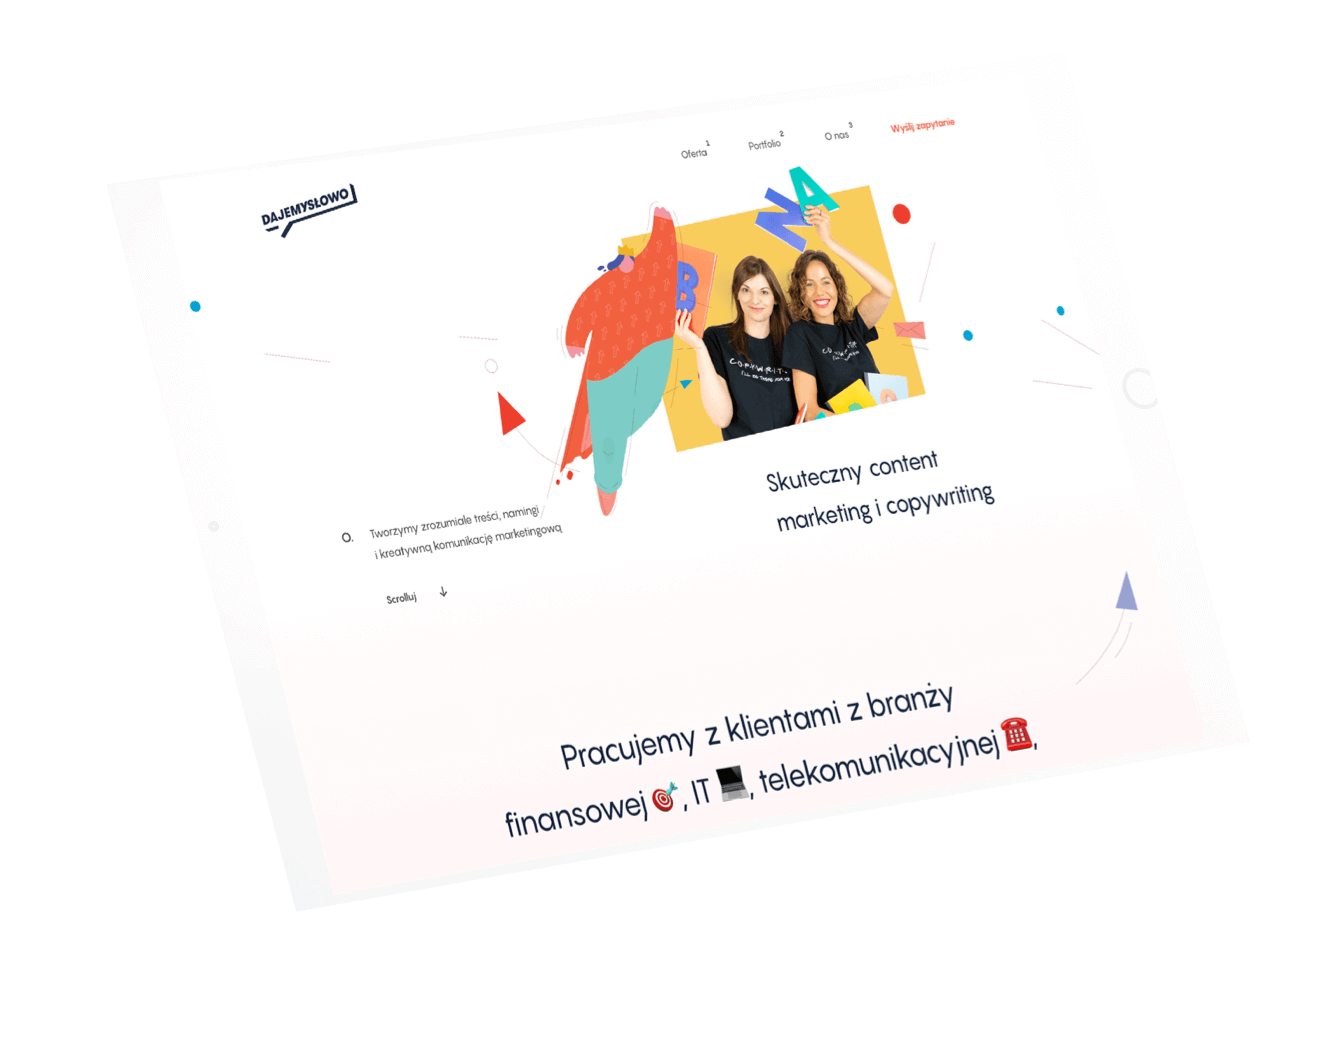 Oferta 1
Portfolio 2
O nas 3
Wyślij zapytanie
DAJEMYSŁOWO
A
B
Skuteczny content
marketing i copywriting
O. Tworzymy zrozumiałe treści, namingi
i kreatywną komunikację marketingową
Scrolluj
Pracujemy z klientami z branży
finansowej 🎯, IT 💻, telekomunikacyjnej ☎️,